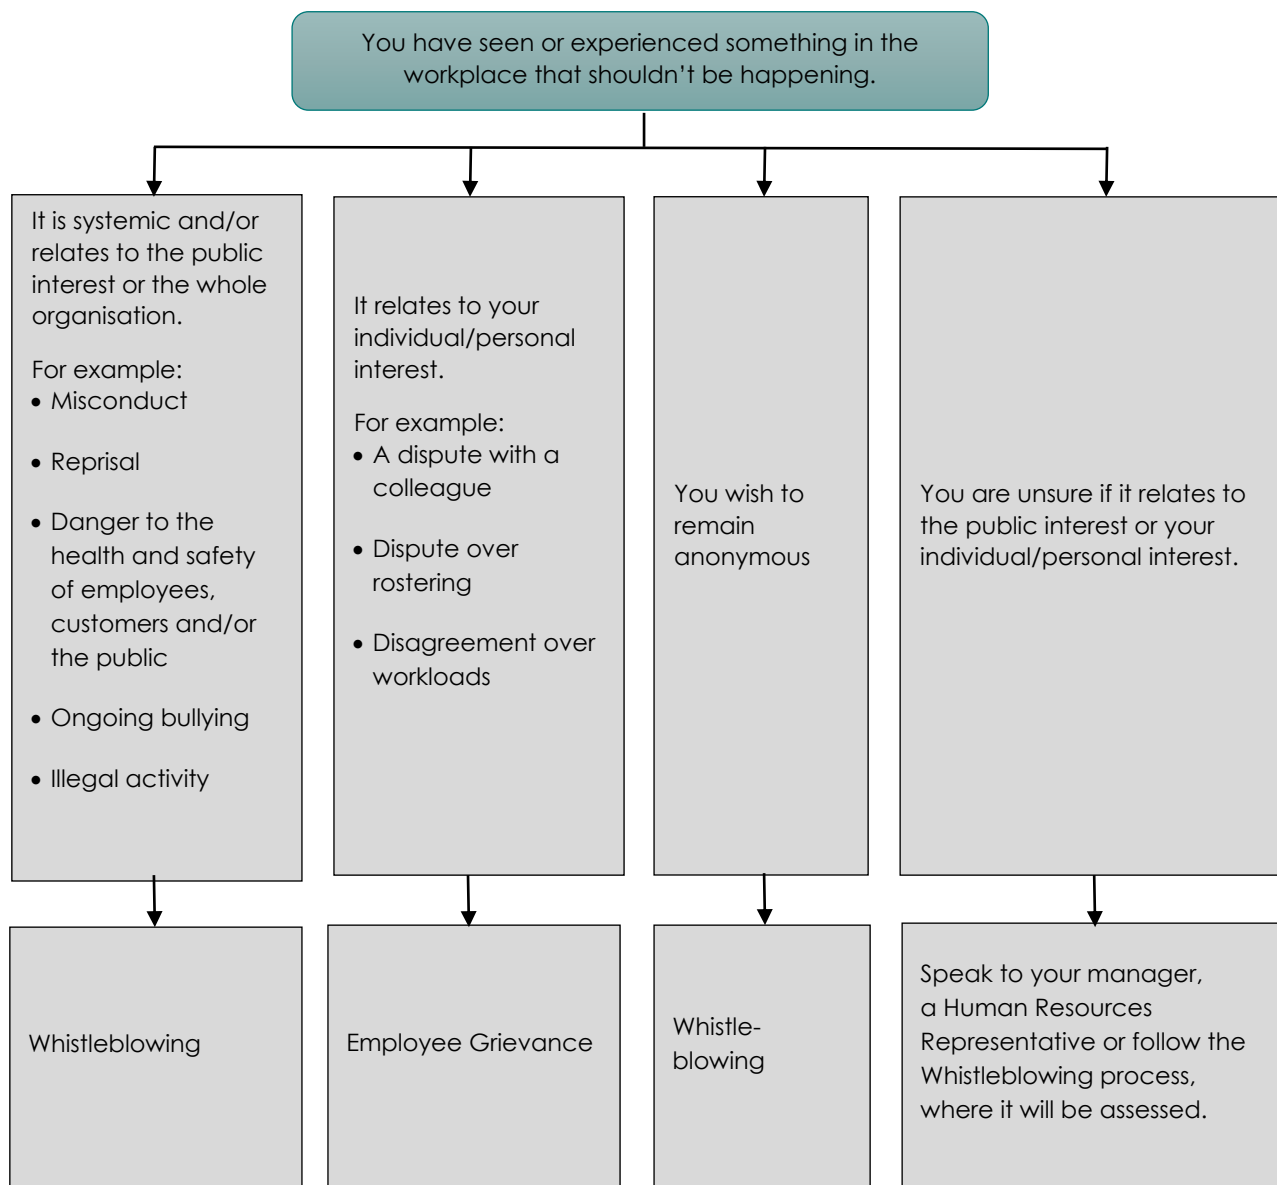 You have seen or experienced something in the
workplace that shouldn’t be happening.
It is systemic and/or
relates to the public
interest or the whole
organisation.
For example:
• Misconduct
• Reprisal
• Danger to the
health and safety
of employees,
customers and/or
the public
• Ongoing bullying
• Illegal activity
It relates to your
individual/personal
interest.
For example:
• A dispute with a
colleague
• Dispute over
rostering
• Disagreement over
workloads
You wish to
remain
anonymous
You are unsure if it relates to
the public interest or your
individual/personal interest.
Whistleblowing
Employee Grievance
Whistle-
blowing
Speak to your manager,
a Human Resources
Representative or follow the
Whistleblowing process,
where it will be assessed.